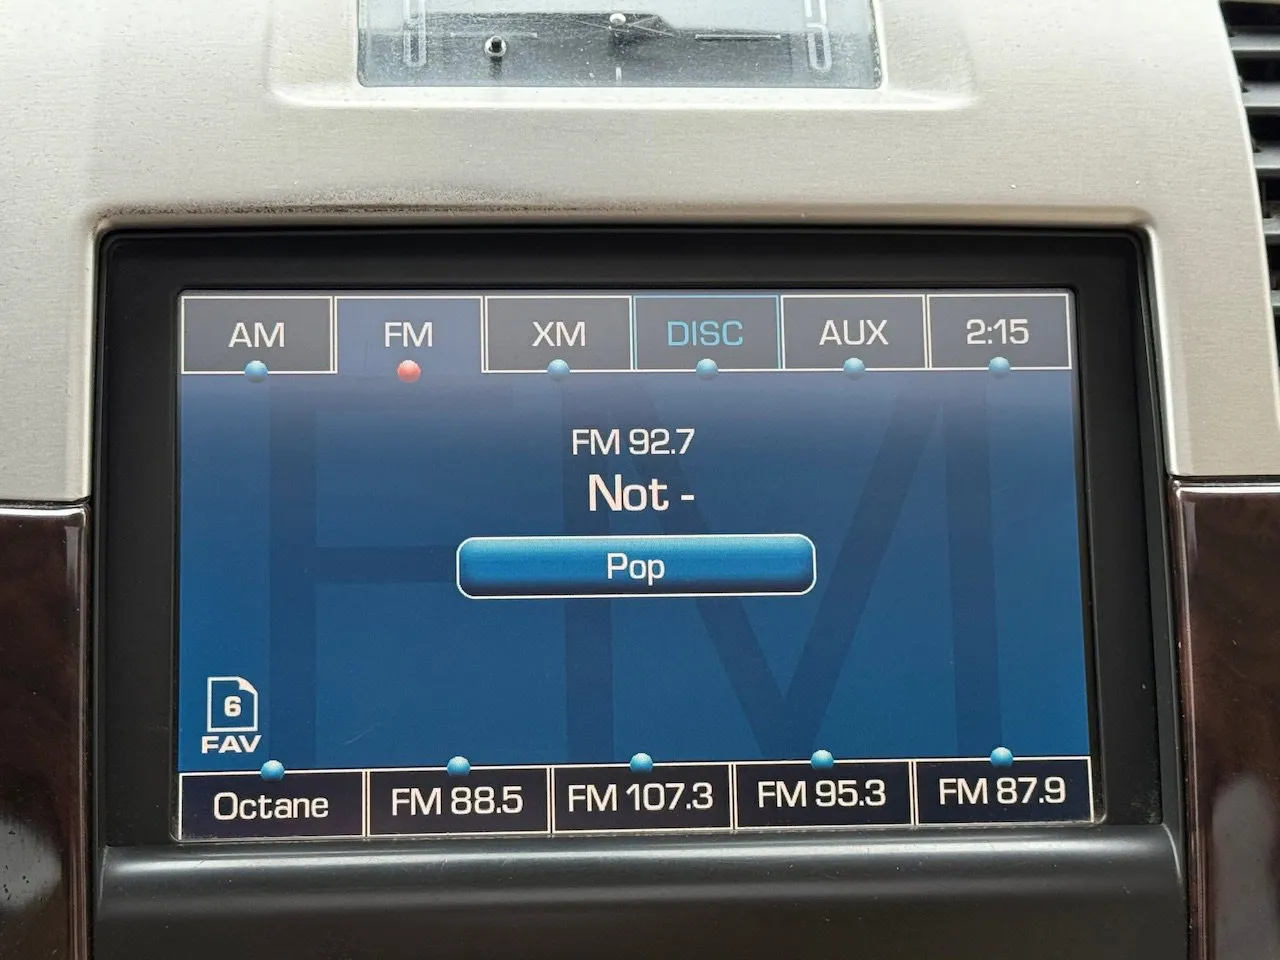 3
AM FM XM DISC AUX 2:15
FM 92.7
Not -
Pop
6
FAV
Octane FM 88.5 FM 107.3 FM 95.3 FM 87.9